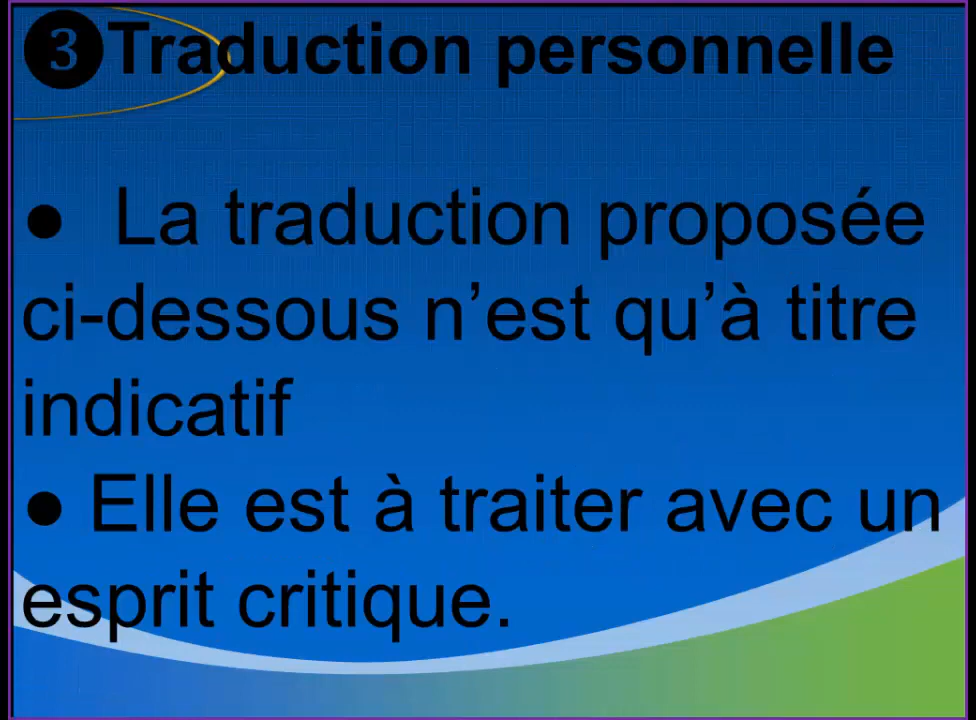 ❸Traduction personnelle
● La traduction proposée
ci-dessous n’est qu’à titre
indicatif
● Elle est à traiter avec un
esprit critique.